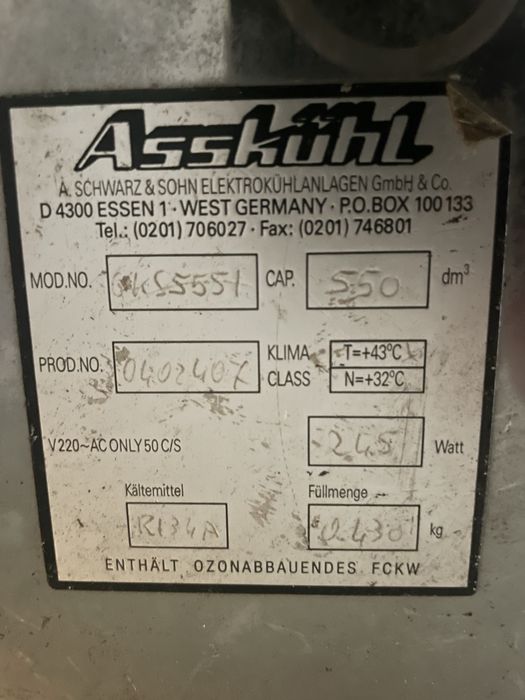 Asskühl
A. SCHWARZ & SOHN ELEKTROKÜHLANLAGEN GmbH & Co.
D 4300 ESSEN 1 · WEST GERMANY · P.O.BOX 100 133
Tel.: (0201) 706027 · Fax: (0201) 746801
MOD.NO. CAP. 550 dm³
PROD.NO. KLIMA CLASS T=+43°C
N=+32°C
V220~AC ONLY 50 C/S 245 Watt
Kältemittel Füllmenge
R134A 0.430 kg
ENTHÄLT OZONABBAUENDES FCKW